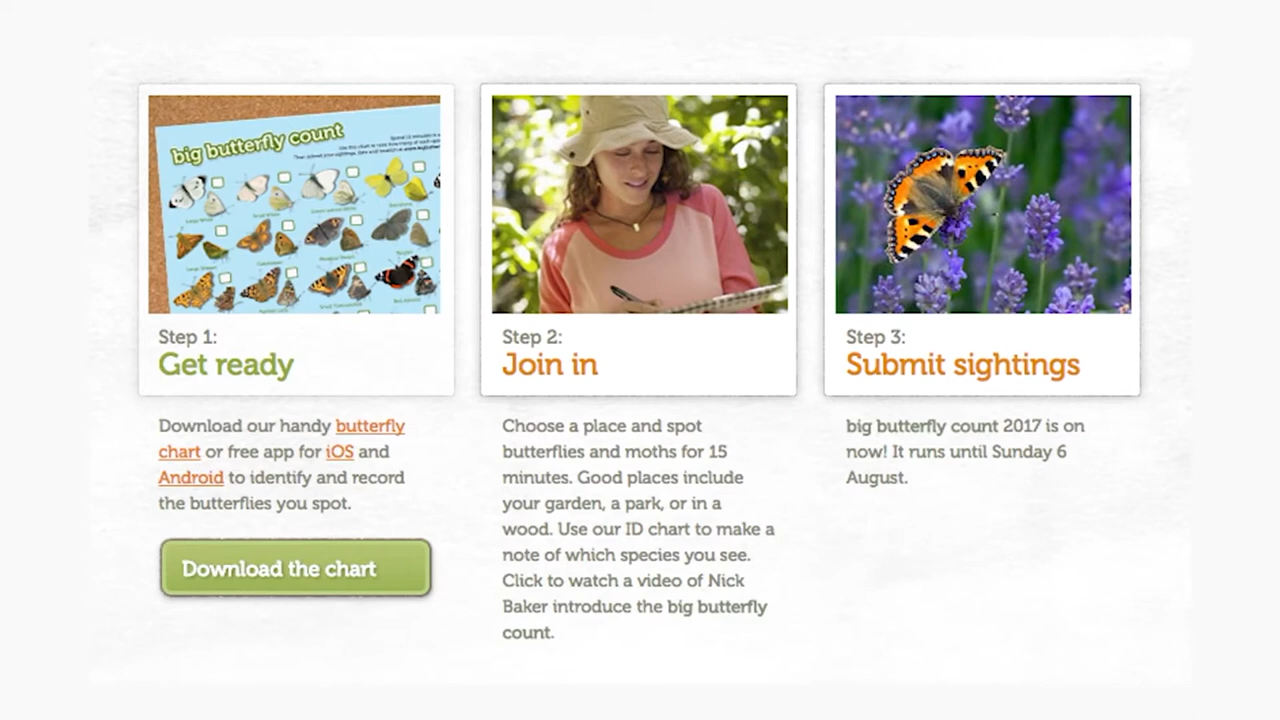 big butterfly count
Step 1:
Get ready
Download our handy butterfly
chart or free app for iOS and
Android to identify and record
the butterflies you spot.
Download the chart
Step 2:
Join in
Choose a place and spot
butterflies and moths for 15
minutes. Good places include
your garden, a park, or in a
wood. Use our ID chart to make a
note of which species you see.
Click to watch a video of Nick
Baker introduce the big butterfly
count.
Step 3:
Submit sightings
big butterfly count 2017 is on
now! It runs until Sunday 6
August.